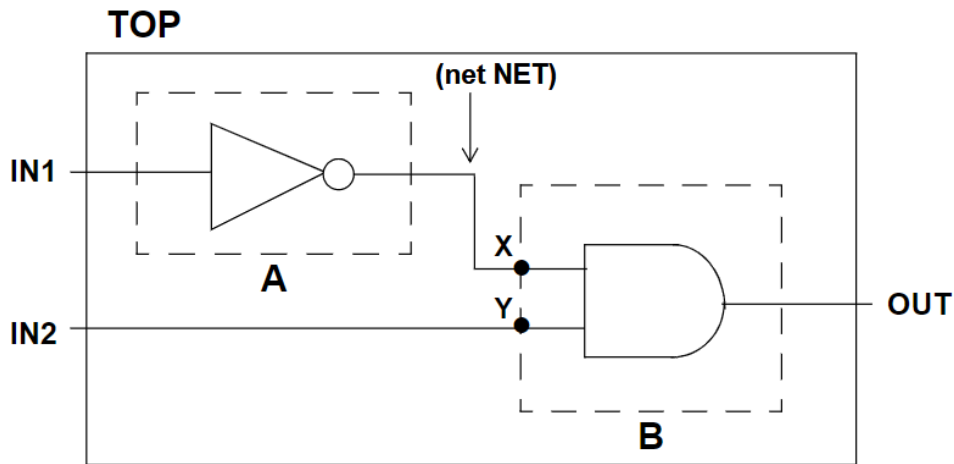 TOP
(net NET)
IN1
X
A
Y
OUT
IN2
B